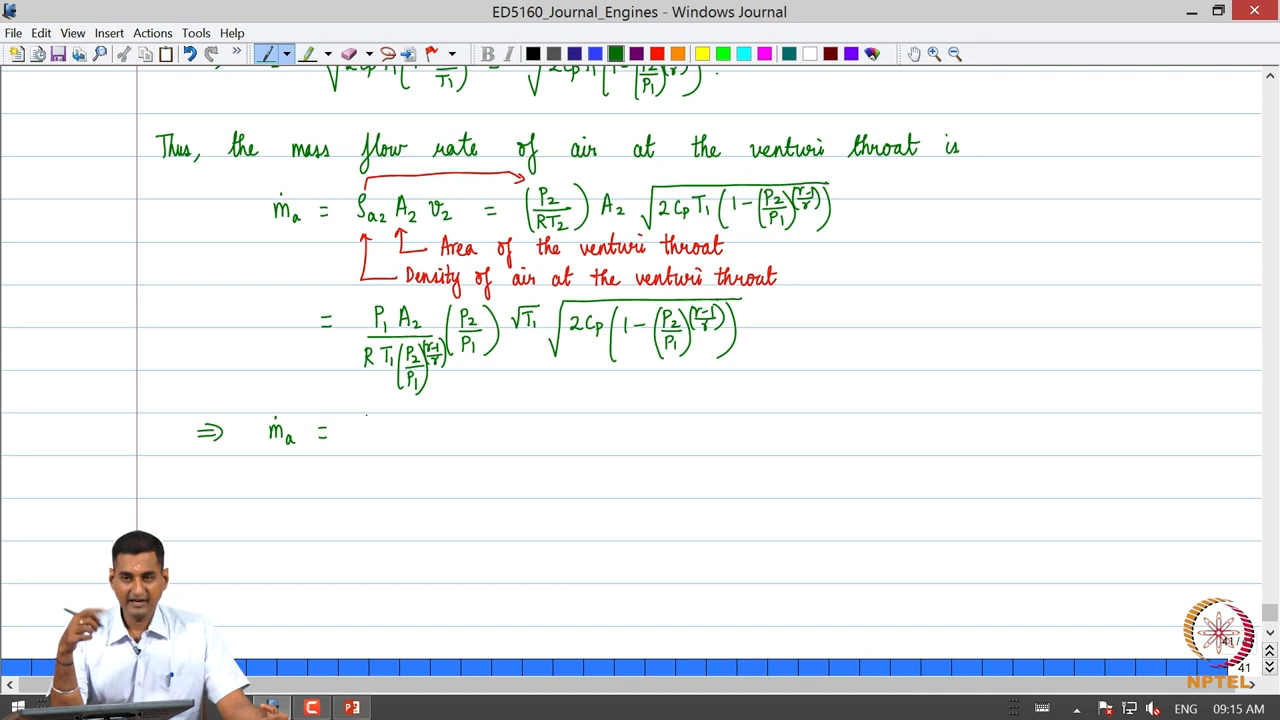 ED5160_Journal_Engines - Windows Journal
File Edit View Insert Actions Tools Help
Thus, the mass flow rate of air at the venturi throat is
ṁa = ρa2 A2 v2 = (P2/RT2) A2 √(2 Cp T1 (1 - (P2/P1)^((γ-1)/γ)))
Area of the venturi throat
Density of air at the venturi throat
= P1 A2 / (R T1 (P2/P1)^((γ-1)/γ)) (P2/P1) √T1 √(2 Cp (1 - (P2/P1)^((γ-1)/γ)))
⇒ ṁa =
NPTEL
41
ENG 09:15 AM